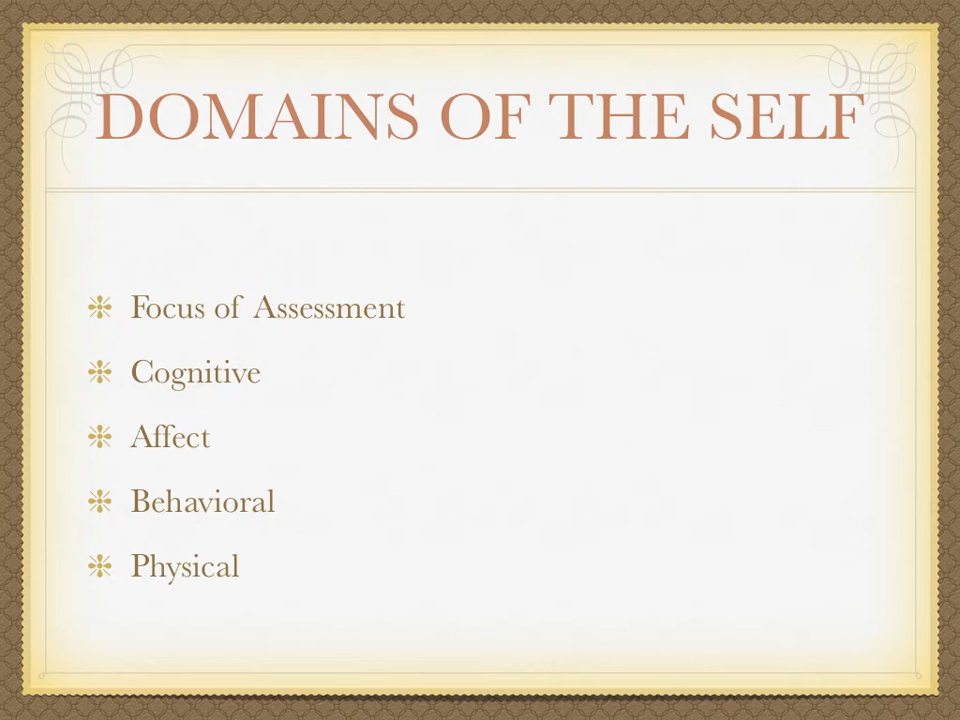 DOMAINS OF THE SELF
Focus of Assessment
Cognitive
Affect
Behavioral
Physical